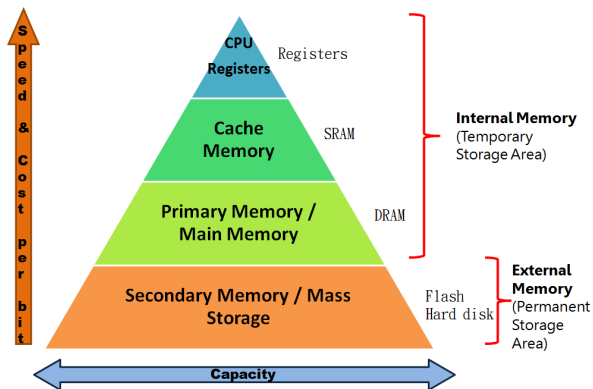 Speed & Cost per bit
CPU
Registers
Registers
Cache
Memory
SRAM
Primary Memory /
Main Memory
DRAM
Secondary Memory / Mass
Storage
Flash
Hard disk
Internal Memory
(Temporary
Storage Area)
External
Memory
(Permanent
Storage
Area)
Capacity